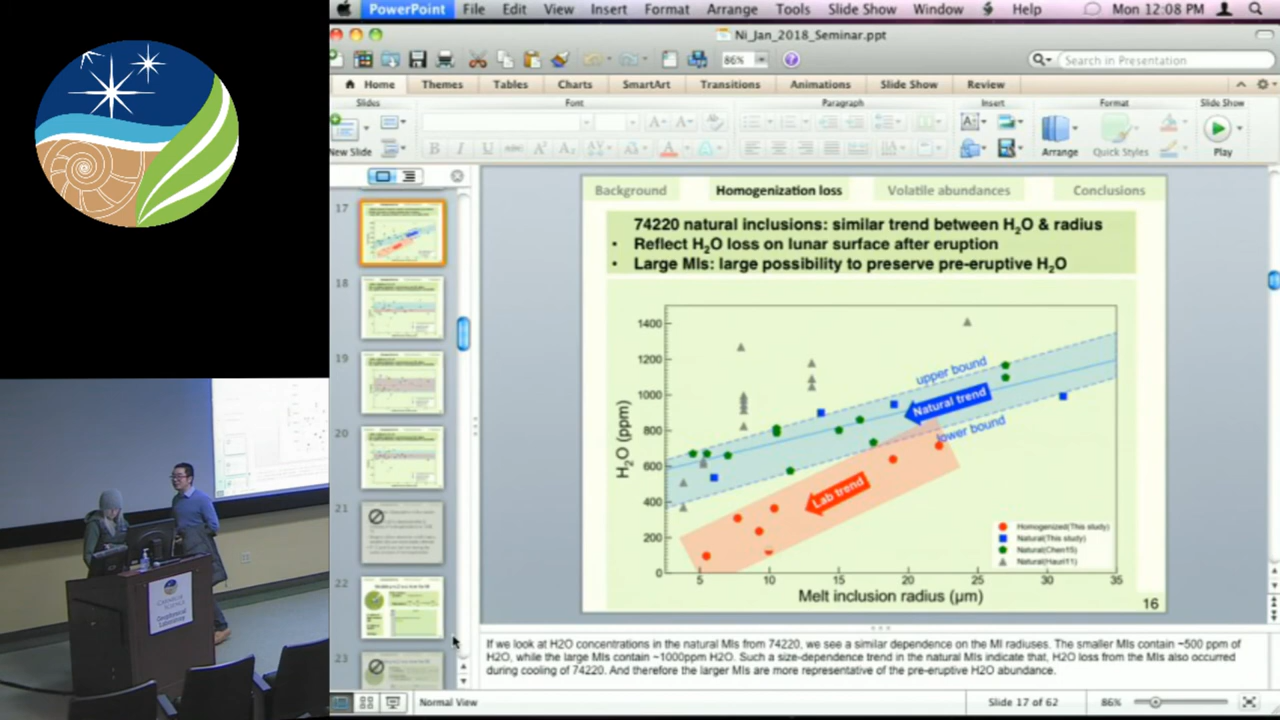 PowerPoint File Edit View Insert Format Arrange Tools Slide Show Window Help Mon 12:08 PM
Ni_Jan_2018_Seminar.ppt
86% Search in Presentation
Home Themes Tables Charts SmartArt Transitions Animations Slide Show Review
Slides Font Paragraph Insert Format Slide Show
New Slide Arrange Quick Styles Play
17
18
19
20
21
22
23
Background Homogenization loss Volatile abundances Conclusions
74220 natural inclusions: similar trend between H₂O & radius
• Reflect H₂O loss on lunar surface after eruption
• Large MIs: large possibility to preserve pre-eruptive H₂O
H₂O (ppm)
1400
1200
1000
800
600
400
200
0
upper bound
Natural trend
lower bound
Lab trend
Homogenized(This study)
Natural(This study)
Natural(Chen15)
Natural(Hauri11)
5 10 15 20 25 30 35
Melt inclusion radius (μm)
16
If we look at H2O concentrations in the natural MIs from 74220, we see a similar dependence on the MI radiuses. The smaller MIs contain ~500 ppm of
H2O, while the large MIs contain ~1000ppm H2O. Such a size-dependence trend in the natural MIs indicate that, H2O loss from the MIs also occurred
during cooling of 74220. And therefore the larger MIs are more representative of the pre-eruptive H2O abundance.
Normal View Slide 17 of 62 86%